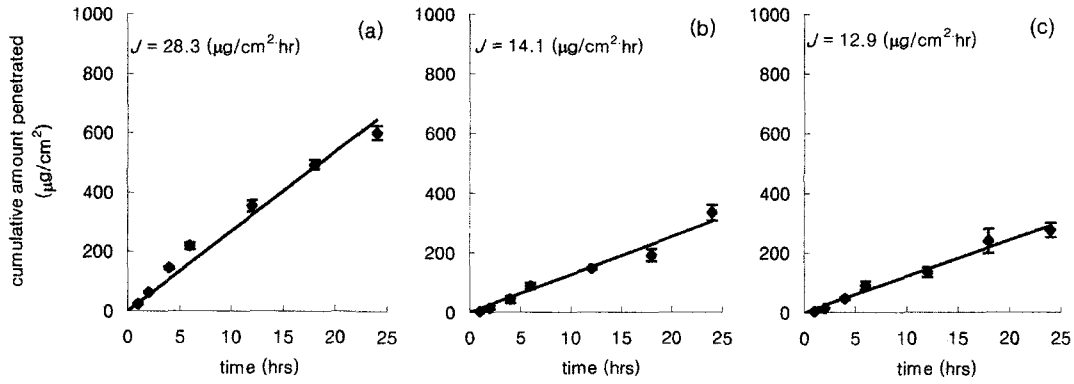 cumulative amount penetrated
(μg/cm²)
1000
800
600
400
200
0
J = 28.3 (μg/cm²·hr)
(a)
0 5 10 15 20 25
time (hrs)
1000
800
600
400
200
0
J = 14.1 (μg/cm²·hr)
(b)
0 5 10 15 20 25
time (hrs)
1000
800
600
400
200
0
J = 12.9 (μg/cm²·hr)
(c)
0 5 10 15 20 25
time (hrs)